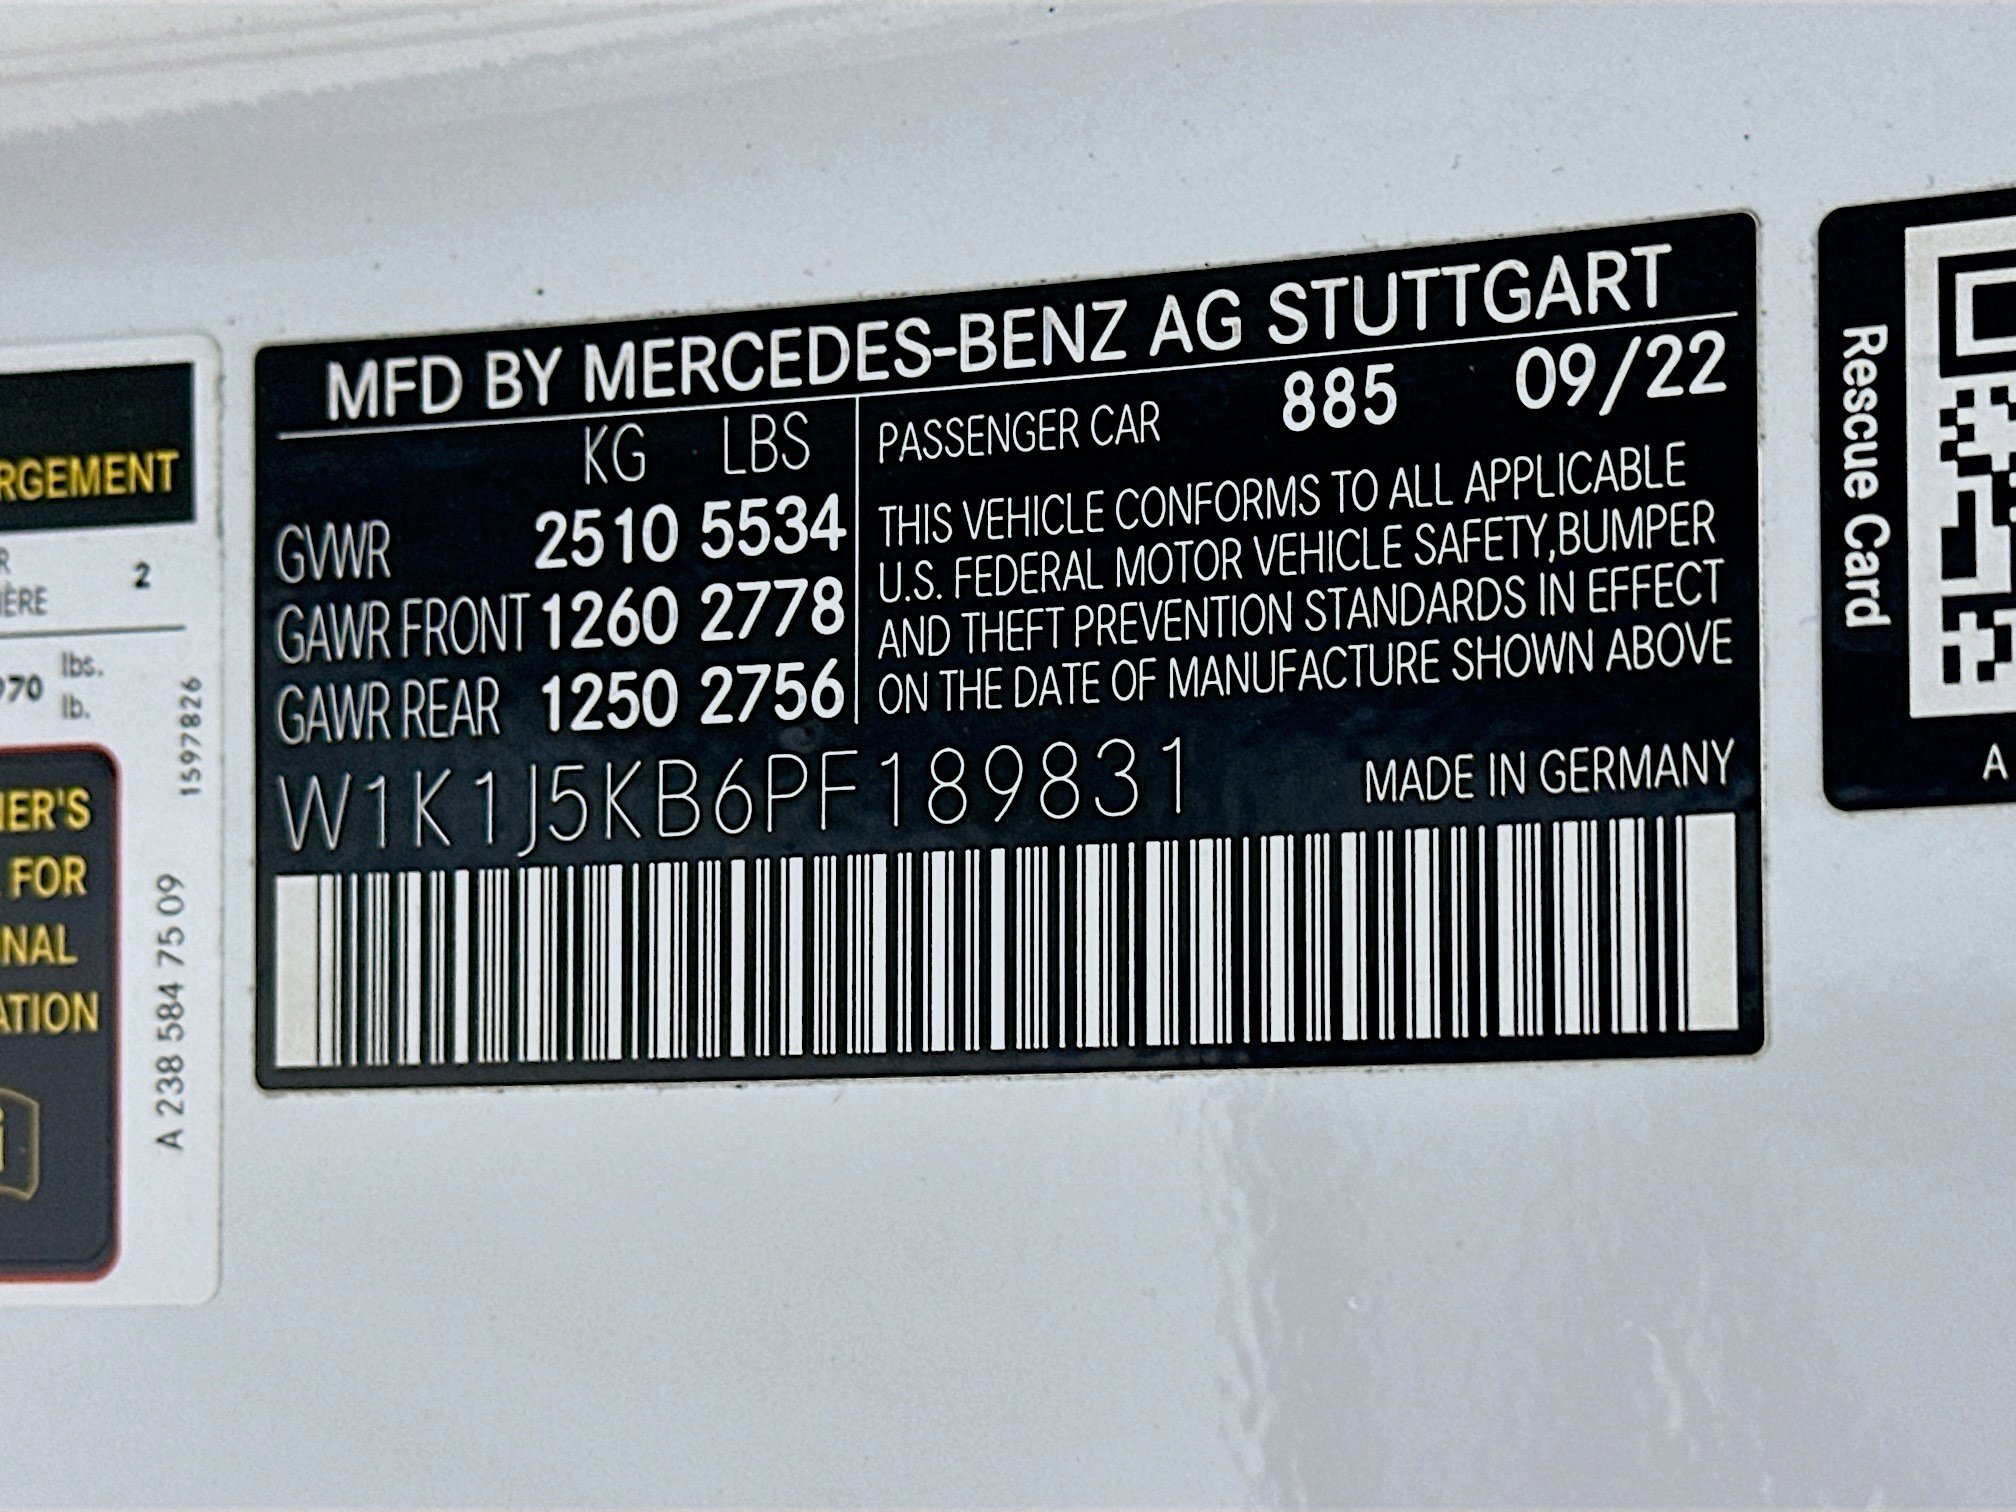 RGEMENT
R
IÈRE 2
970 lbs.
lb.
1597826
A 238 584 75 09
NER'S
FOR
NAL
ATION
i
MFD BY MERCEDES-BENZ AG STUTTGART
KG LBS
GVWR 2510 5534
GAWR FRONT 1260 2778
GAWR REAR 1250 2756
PASSENGER CAR 885 09/22
THIS VEHICLE CONFORMS TO ALL APPLICABLE
U.S. FEDERAL MOTOR VEHICLE SAFETY,BUMPER
AND THEFT PREVENTION STANDARDS IN EFFECT
ON THE DATE OF MANUFACTURE SHOWN ABOVE
W1K1J5KB6PF189831 MADE IN GERMANY
Rescue Card
A